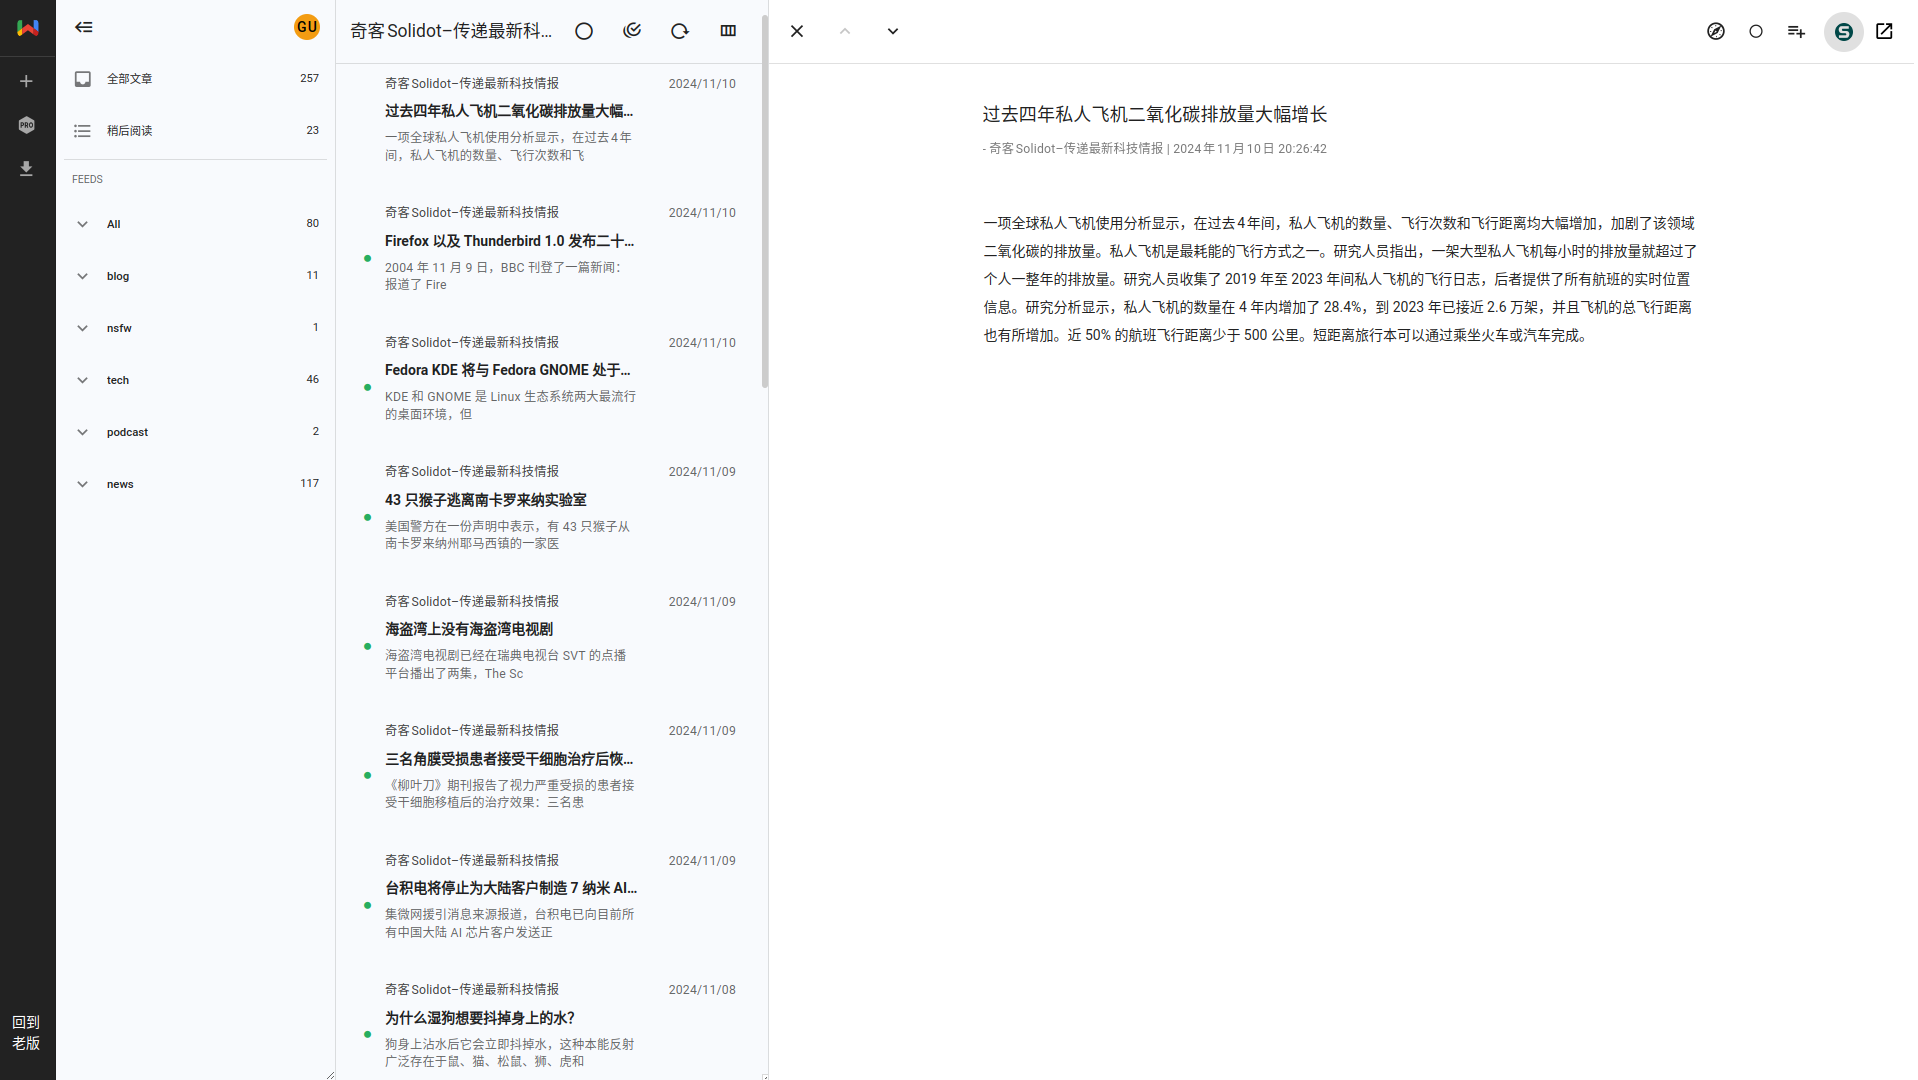 GU
PRO
全部文章 257
稍后阅读 23
FEEDS
All 80
blog 11
nsfw 1
tech 46
podcast 2
news 117
回到
老版
奇客Solidot–传递最新科...
奇客Solidot–传递最新科技情报 2024/11/10
过去四年私人飞机二氧化碳排放量大幅...
一项全球私人飞机使用分析显示，在过去4年
间，私人飞机的数量、飞行次数和飞
奇客Solidot–传递最新科技情报 2024/11/10
Firefox 以及 Thunderbird 1.0 发布二十...
2004 年 11 月 9 日，BBC 刊登了一篇新闻：
报道了 Fire
奇客Solidot–传递最新科技情报 2024/11/10
Fedora KDE 将与 Fedora GNOME 处于...
KDE 和 GNOME 是 Linux 生态系统两大最流行
的桌面环境，但
奇客Solidot–传递最新科技情报 2024/11/09
43 只猴子逃离南卡罗来纳实验室
美国警方在一份声明中表示，有 43 只猴子从
南卡罗来纳州耶马西镇的一家医
奇客Solidot–传递最新科技情报 2024/11/09
海盗湾上没有海盗湾电视剧
海盗湾电视剧已经在瑞典电视台 SVT 的点播
平台播出了两集，The Sc
奇客Solidot–传递最新科技情报 2024/11/09
三名角膜受损患者接受干细胞治疗后恢...
《柳叶刀》期刊报告了视力严重受损的患者接
受干细胞移植后的治疗效果：三名患
奇客Solidot–传递最新科技情报 2024/11/09
台积电将停止为大陆客户制造 7 纳米 AI...
集微网援引消息来源报道，台积电已向目前所
有中国大陆 AI 芯片客户发送正
奇客Solidot–传递最新科技情报 2024/11/08
为什么湿狗想要抖掉身上的水？
狗身上沾水后它会立即抖掉水，这种本能反射
广泛存在于鼠、猫、松鼠、狮、虎和
过去四年私人飞机二氧化碳排放量大幅增长
- 奇客Solidot–传递最新科技情报 | 2024年11月10日 20:26:42
一项全球私人飞机使用分析显示，在过去4年间，私人飞机的数量、飞行次数和飞行距离均大幅增加，加剧了该领域
二氧化碳的排放量。私人飞机是最耗能的飞行方式之一。研究人员指出，一架大型私人飞机每小时的排放量就超过了
个人一整年的排放量。研究人员收集了 2019 年至 2023 年间私人飞机的飞行日志，后者提供了所有航班的实时位置
信息。研究分析显示，私人飞机的数量在 4 年内增加了 28.4%，到 2023 年已接近 2.6 万架，并且飞机的总飞行距离
也有所增加。近 50% 的航班飞行距离少于 500 公里。短距离旅行本可以通过乘坐火车或汽车完成。